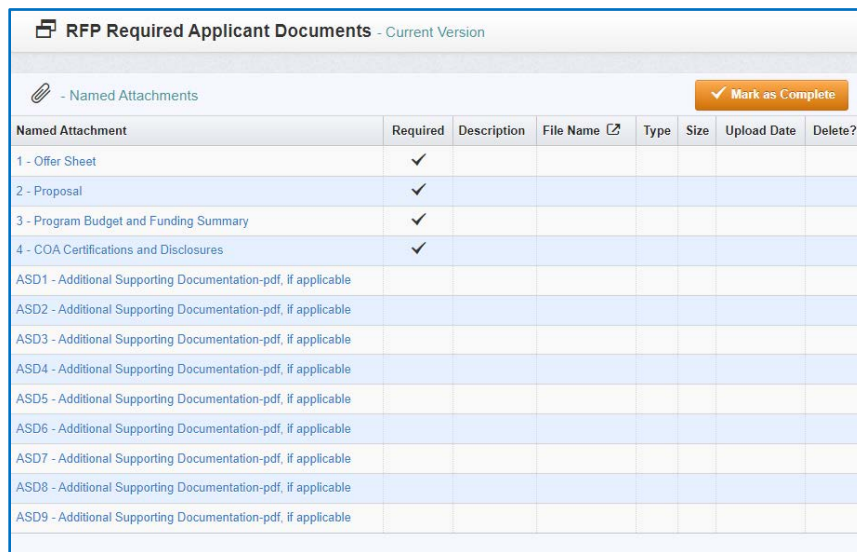 RFP Required Applicant Documents - Current Version
- Named Attachments
Mark as Complete
Named Attachment Required Description File Name Type Size Upload Date Delete?
1 - Offer Sheet
2 - Proposal
3 - Program Budget and Funding Summary
4 - COA Certifications and Disclosures
ASD1 - Additional Supporting Documentation-pdf, if applicable
ASD2 - Additional Supporting Documentation-pdf, if applicable
ASD3 - Additional Supporting Documentation-pdf, if applicable
ASD4 - Additional Supporting Documentation-pdf, if applicable
ASD5 - Additional Supporting Documentation-pdf, if applicable
ASD6 - Additional Supporting Documentation-pdf, if applicable
ASD7 - Additional Supporting Documentation-pdf, if applicable
ASD8 - Additional Supporting Documentation-pdf, if applicable
ASD9 - Additional Supporting Documentation-pdf, if applicable